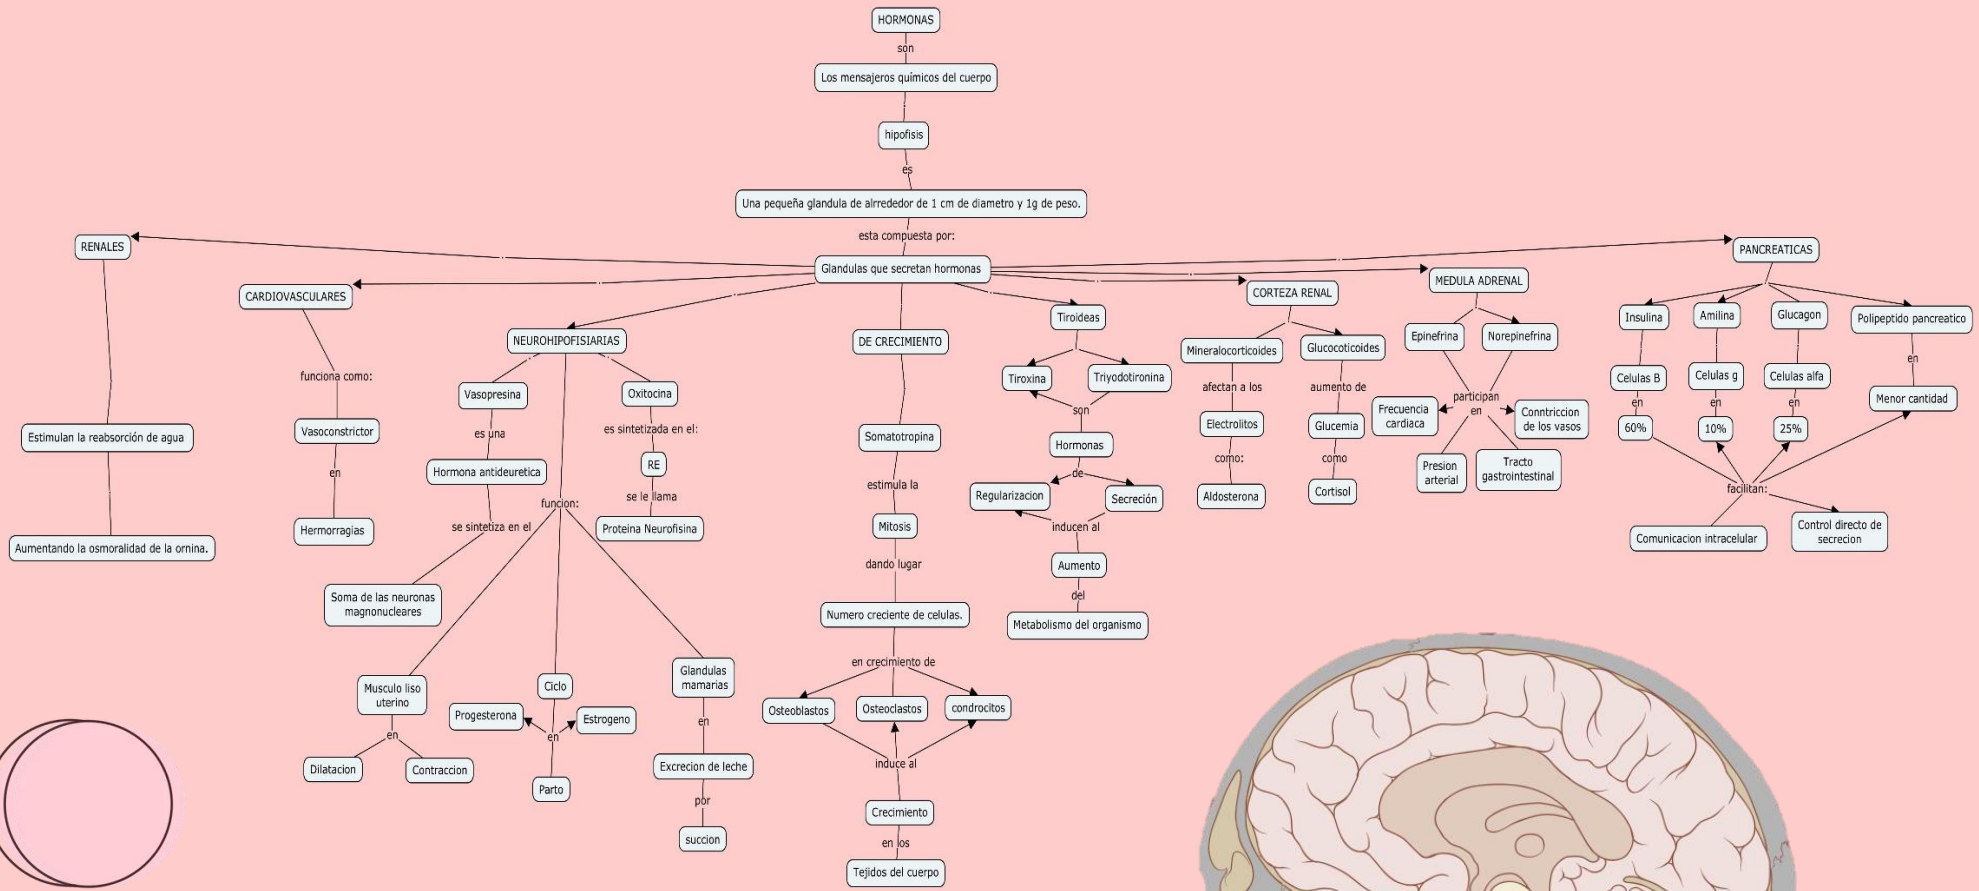 HORMONAS
son
Los mensajeros químicos del cuerpo
hipofisis
es
Una pequeña glandula de alrrededor de 1 cm de diametro y 1g de peso.
esta compuesta por:
Glandulas que secretan hormonas
RENALES
Estimulan la reabsorción de agua
Aumentando la osmoralidad de la ornina.
CARDIOVASCULARES
funciona como:
Vasoconstrictor
en
Hermorragias
NEUROHIPOFISIARIAS
Vasopresina
es una
Hormona antideuretica
se sintetiza en el
Soma de las neuronas
magnonucleares
Oxitocina
es sintetizada en el:
RE
se le llama
Proteina Neurofisina
funcion:
Musculo liso
uterino
en
Dilatacion
Contraccion
Ciclo
en
Progesterona
Estrogeno
Parto
Glandulas
mamarias
en
Excrecion de leche
por
succion
DE CRECIMIENTO
Somatotropina
estimula la
Mitosis
dando lugar
Numero creciente de celulas.
en crecimiento de
Osteoblastos
Osteoclastos
condrocitos
induce al
Crecimiento
en los
Tejidos del cuerpo
Tiroideas
Tiroxina
Triyodotironina
son
Hormonas
de
Regularizacion
Secreción
inducen al
Aumento
del
Metabolismo del organismo
CORTEZA RENAL
Mineralocorticoides
afectan a los
Electrolitos
como:
Aldosterona
Glucocoticoides
aumento de
Glucemia
como
Cortisol
MEDULA ADRENAL
Epinefrina
Norepinefrina
participan
en
Frecuencia
cardiaca
Conntriccion
de los vasos
Presion
arterial
Tracto
gastrointestinal
PANCREATICAS
Insulina
Celulas B
en
60%
Amilina
Celulas g
en
10%
Glucagon
Celulas alfa
en
25%
Polipeptido pancreatico
en
Menor cantidad
facilitan:
Comunicacion intracelular
Control directo de
secrecion